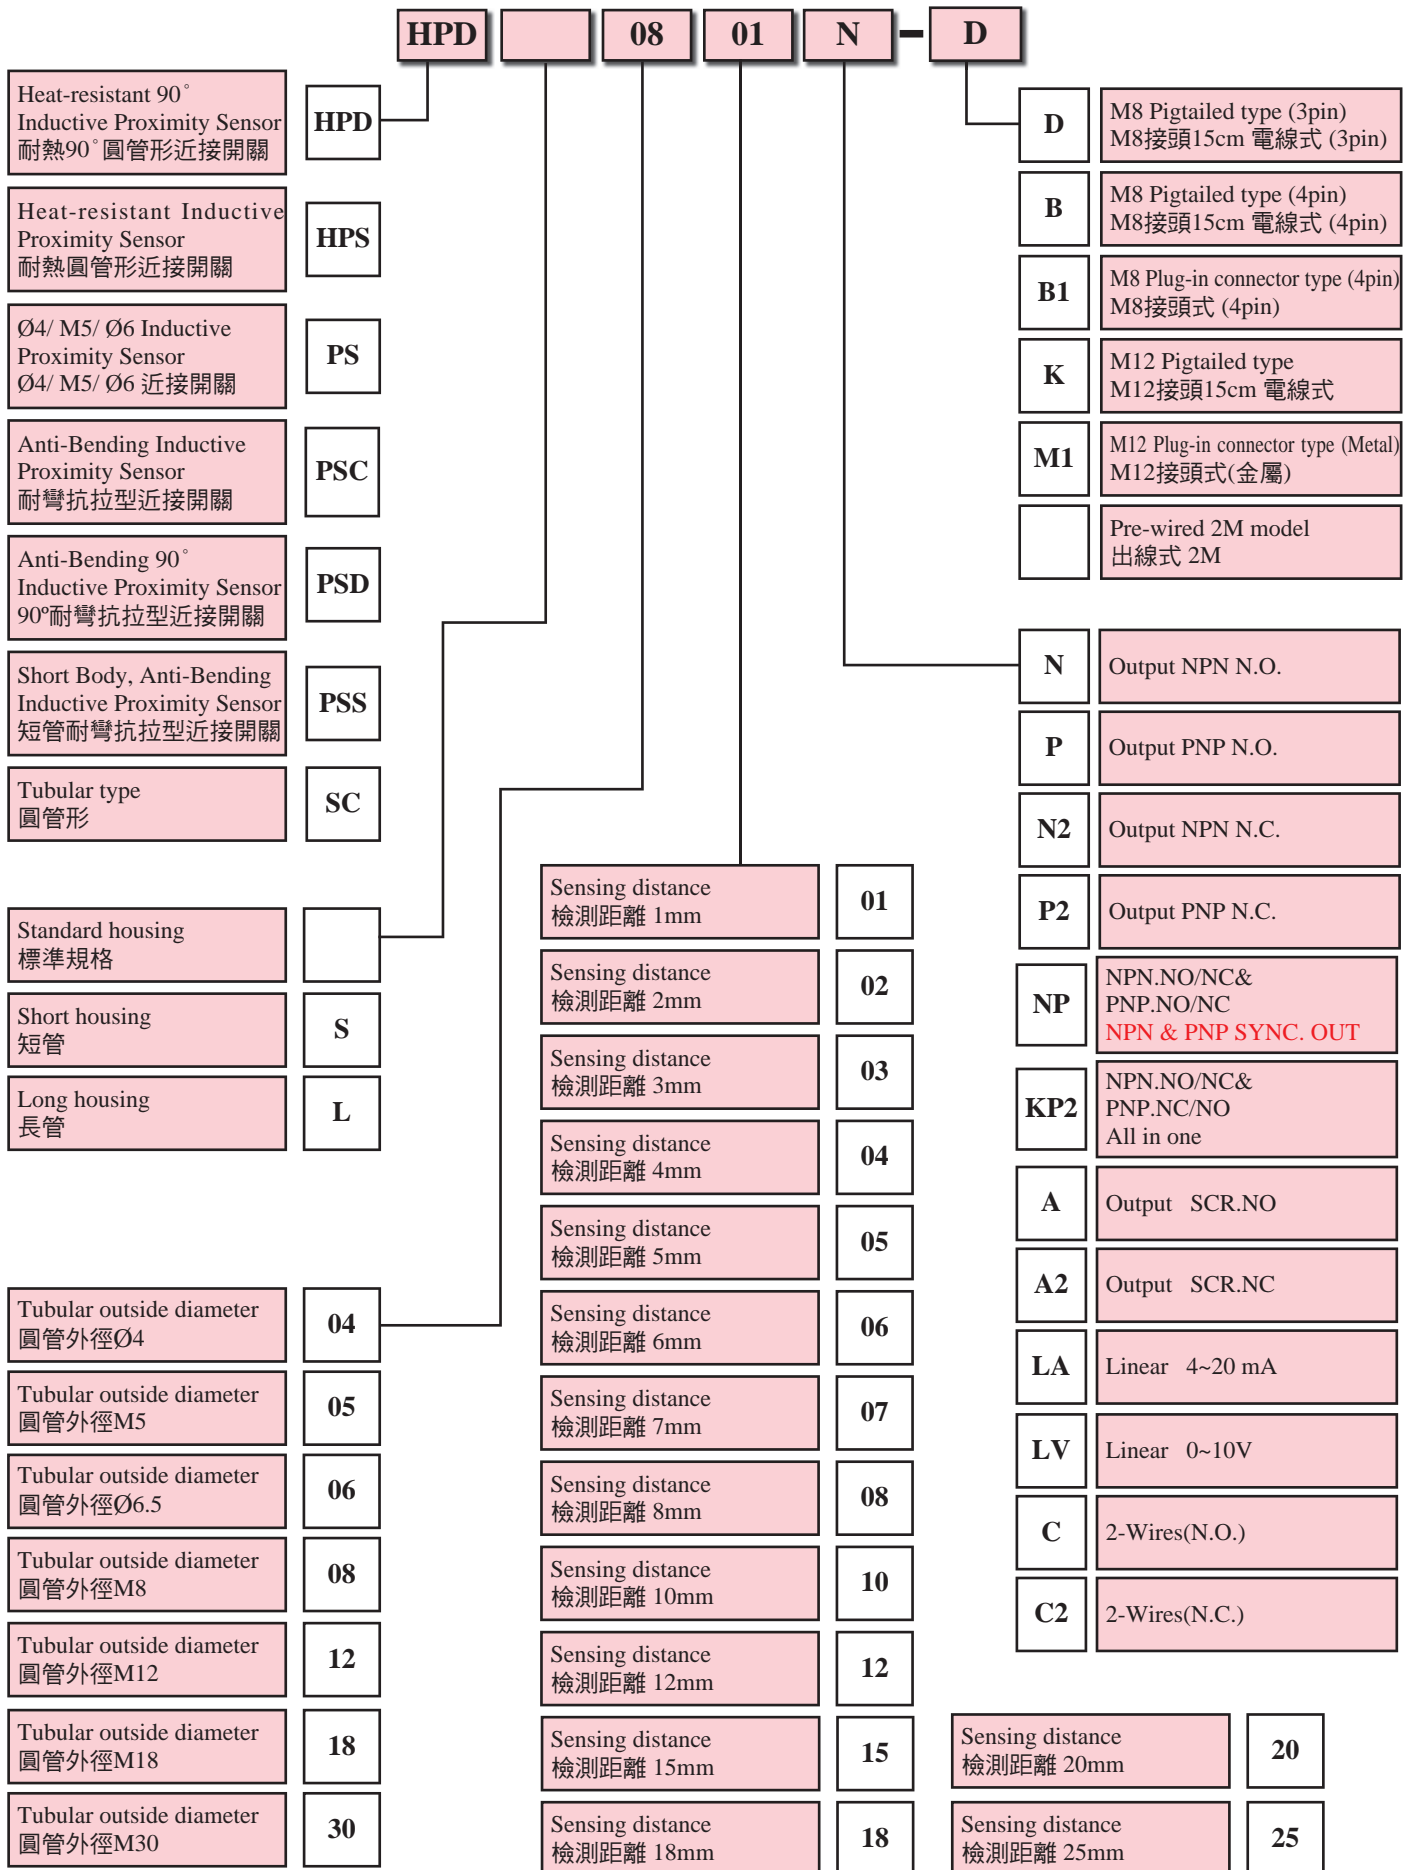 HPD 08 01 N - D
Heat-resistant 90°
Inductive Proximity Sensor
耐熱90°圓管形近接開關
HPD
Heat-resistant Inductive
Proximity Sensor
耐熱圓管形近接開關
HPS
Ø4/ M5/ Ø6 Inductive
Proximity Sensor
Ø4/ M5/ Ø6 近接開關
PS
Anti-Bending Inductive
Proximity Sensor
耐彎抗拉型近接開關
PSC
Anti-Bending 90°
Inductive Proximity Sensor
90º耐彎抗拉型近接開關
PSD
Short Body, Anti-Bending
Inductive Proximity Sensor
短管耐彎抗拉型近接開關
PSS
Tubular type
圓管形
SC
Standard housing
標準規格
Short housing
短管
S
Long housing
長管
L
Tubular outside diameter
圓管外徑Ø4
04
Tubular outside diameter
圓管外徑M5
05
Tubular outside diameter
圓管外徑Ø6.5
06
Tubular outside diameter
圓管外徑M8
08
Tubular outside diameter
圓管外徑M12
12
Tubular outside diameter
圓管外徑M18
18
Tubular outside diameter
圓管外徑M30
30
Sensing distance
檢測距離 1mm
01
Sensing distance
檢測距離 2mm
02
Sensing distance
檢測距離 3mm
03
Sensing distance
檢測距離 4mm
04
Sensing distance
檢測距離 5mm
05
Sensing distance
檢測距離 6mm
06
Sensing distance
檢測距離 7mm
07
Sensing distance
檢測距離 8mm
08
Sensing distance
檢測距離 10mm
10
Sensing distance
檢測距離 12mm
12
Sensing distance
檢測距離 15mm
15
Sensing distance
檢測距離 18mm
18
Sensing distance
檢測距離 20mm
20
Sensing distance
檢測距離 25mm
25
D
M8 Pigtailed type (3pin)
M8接頭15cm 電線式 (3pin)
B
M8 Pigtailed type (4pin)
M8接頭15cm 電線式 (4pin)
B1
M8 Plug-in connector type (4pin)
M8接頭式 (4pin)
K
M12 Pigtailed type
M12接頭15cm 電線式
M1
M12 Plug-in connector type (Metal)
M12接頭式(金屬)
Pre-wired 2M model
出線式 2M
N
Output NPN N.O.
P
Output PNP N.O.
N2
Output NPN N.C.
P2
Output PNP N.C.
NP
NPN.NO/NC&
PNP.NO/NC
NPN & PNP SYNC. OUT
KP2
NPN.NO/NC&
PNP.NC/NO
All in one
A
Output SCR.NO
A2
Output SCR.NC
LA
Linear 4~20 mA
LV
Linear 0~10V
C
2-Wires(N.O.)
C2
2-Wires(N.C.)